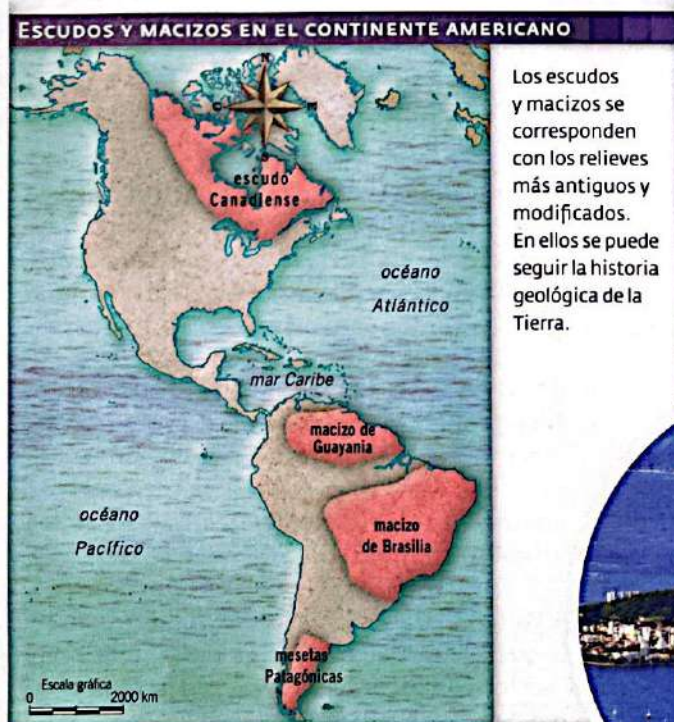 ESCUDOS Y MACIZOS EN EL CONTINENTE AMERICANO
N
O
E
S
escudo
Canadiense
océano
Atlántico
mar Caribe
macizo de
Guayania
océano
Pacífico
macizo
de Brasilia
mesetas
Patagónicas
Escala gráfica
0 2000 km
Los escudos
y macizos se
corresponden
con los relieves
más antiguos y
modificados.
En ellos se puede
seguir la historia
geológica de la
Tierra.